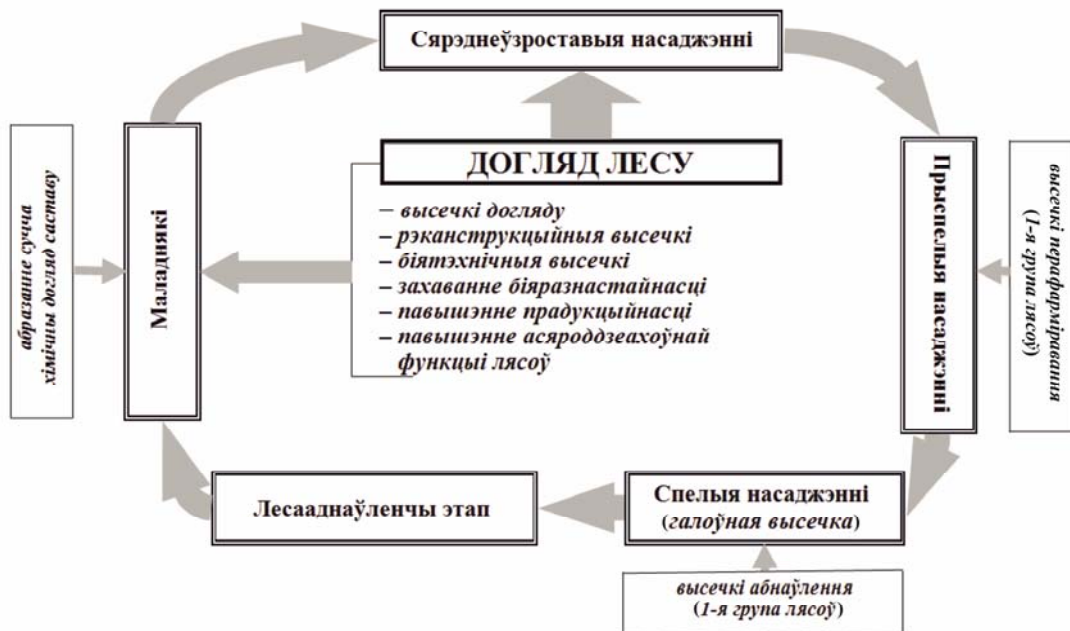 Сярэднеўзроставыя насаджэнні
ДОГЛЯД ЛЕСУ
– высечкі догляду
– рэканструкцыйныя высечкі
– біятэхнічныя высечкі
– захаванне біяразнастайнасці
– павышэнне прадукцыйнасці
– павышэнне асяроддзеахоўнай
функцыі лясоў
абразанне сучча
хімічны догляд саставу
Маладнякі
Прыспелыя насаджэнні
высечкі перафарміравання
(1-я група лясоў)
Лесааднаўленчы этап
Спелыя насаджэнні
(галоўная высечка)
высечкі абнаўлення
(1-я група лясоў)